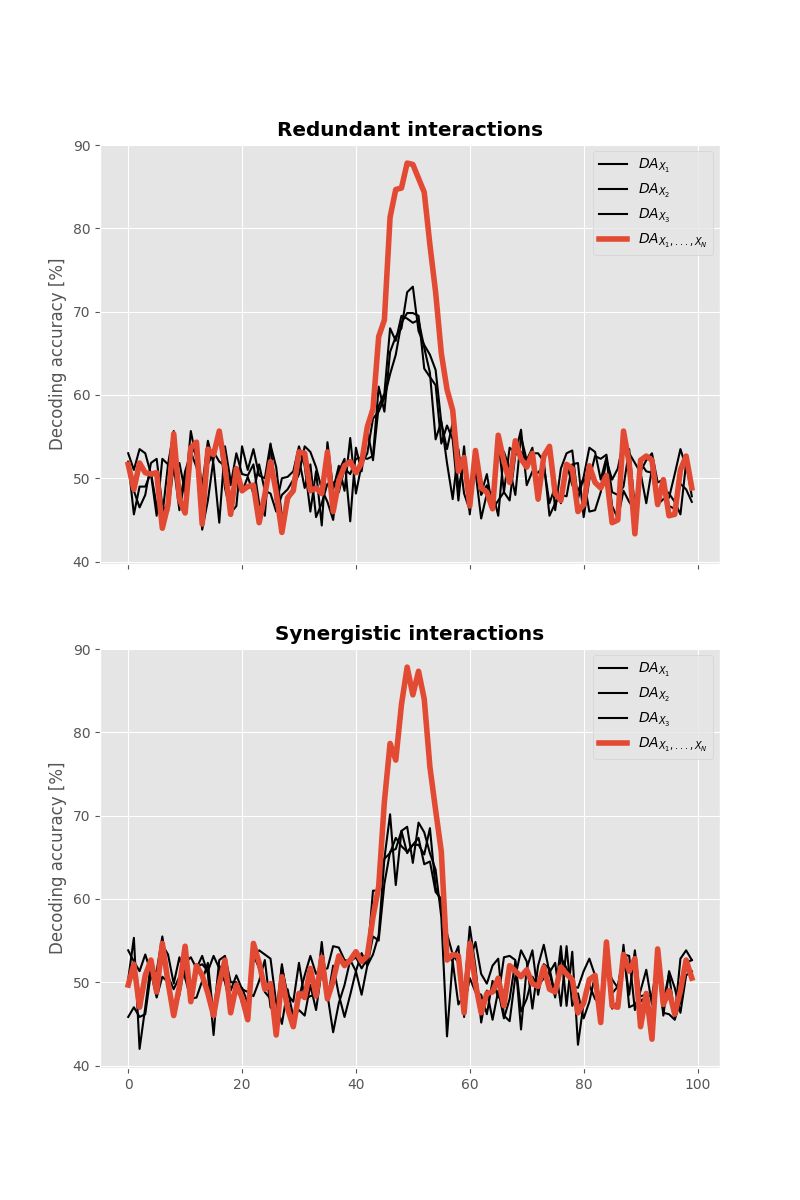 Redundant interactions
90
80
70
60
50
40
Decoding accuracy [%]
DA_{X_1}
DA_{X_2}
DA_{X_3}
DA_{X_1,...,X_N}
Synergistic interactions
90
80
70
60
50
40
Decoding accuracy [%]
DA_{X_1}
DA_{X_2}
DA_{X_3}
DA_{X_1,...,X_N}
0 20 40 60 80 100